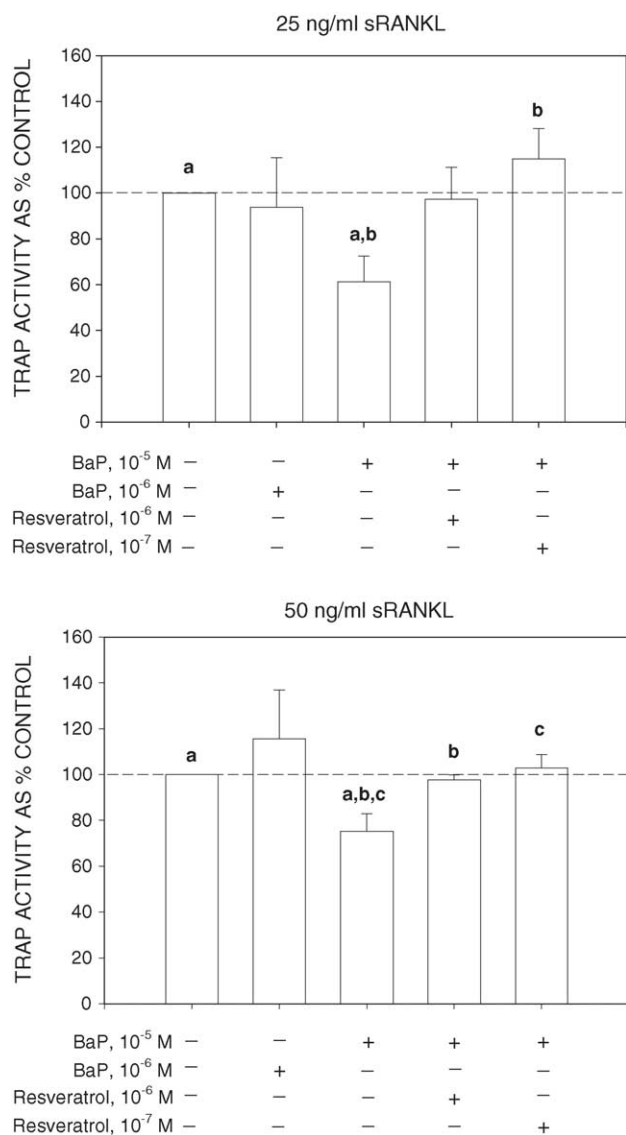 25 ng/ml sRANKL
160
140
120
100
80
60
40
20
0
TRAP ACTIVITY AS % CONTROL
a
a,b
b
BaP, 10⁻⁵ M − − + + +
BaP, 10⁻⁶ M − + − − −
Resveratrol, 10⁻⁶ M − − − + −
Resveratrol, 10⁻⁷ M − − − − +
50 ng/ml sRANKL
160
140
120
100
80
60
40
20
0
TRAP ACTIVITY AS % CONTROL
a
a,b,c
b
c
BaP, 10⁻⁵ M − − + + +
BaP, 10⁻⁶ M − + − − −
Resveratrol, 10⁻⁶ M − − − + −
Resveratrol, 10⁻⁷ M − − − − +